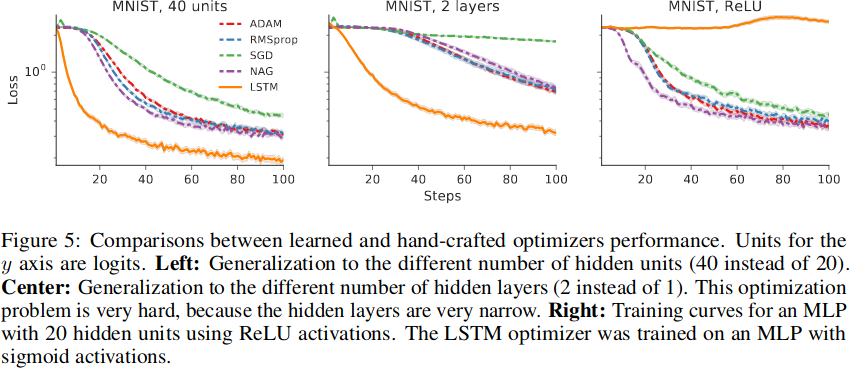 MNIST, 40 units
MNIST, 2 layers
MNIST, ReLU
ADAM
RMSprop
SGD
NAG
LSTM
Loss
10⁰
20 40 60 80 100
20 40 60 80 100
20 40 60 80 100
Steps
Figure 5: Comparisons between learned and hand-crafted optimizers performance. Units for the
y axis are logits. Left: Generalization to the different number of hidden units (40 instead of 20).
Center: Generalization to the different number of hidden layers (2 instead of 1). This optimization
problem is very hard, because the hidden layers are very narrow. Right: Training curves for an MLP
with 20 hidden units using ReLU activations. The LSTM optimizer was trained on an MLP with
sigmoid activations.